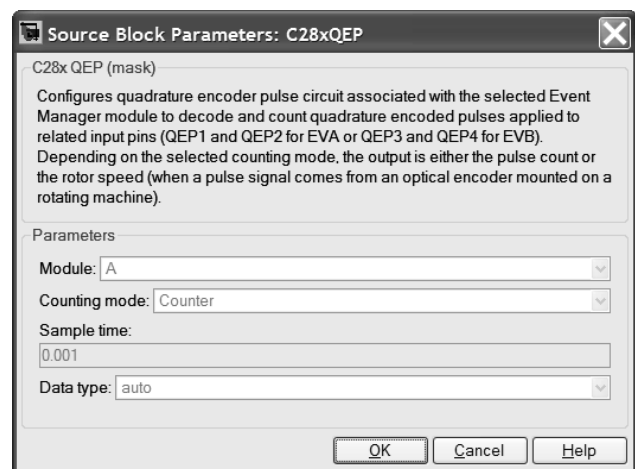 Source Block Parameters: C28xQEP
C28x QEP (mask)
Configures quadrature encoder pulse circuit associated with the selected Event
Manager module to decode and count quadrature encoded pulses applied to
related input pins (QEP1 and QEP2 for EVA or QEP3 and QEP4 for EVB).
Depending on the selected counting mode, the output is either the pulse count or
the rotor speed (when a pulse signal comes from an optical encoder mounted on a
rotating machine).
Parameters
Module: A
Counting mode: Counter
Sample time:
0.001
Data type: auto
OK Cancel Help